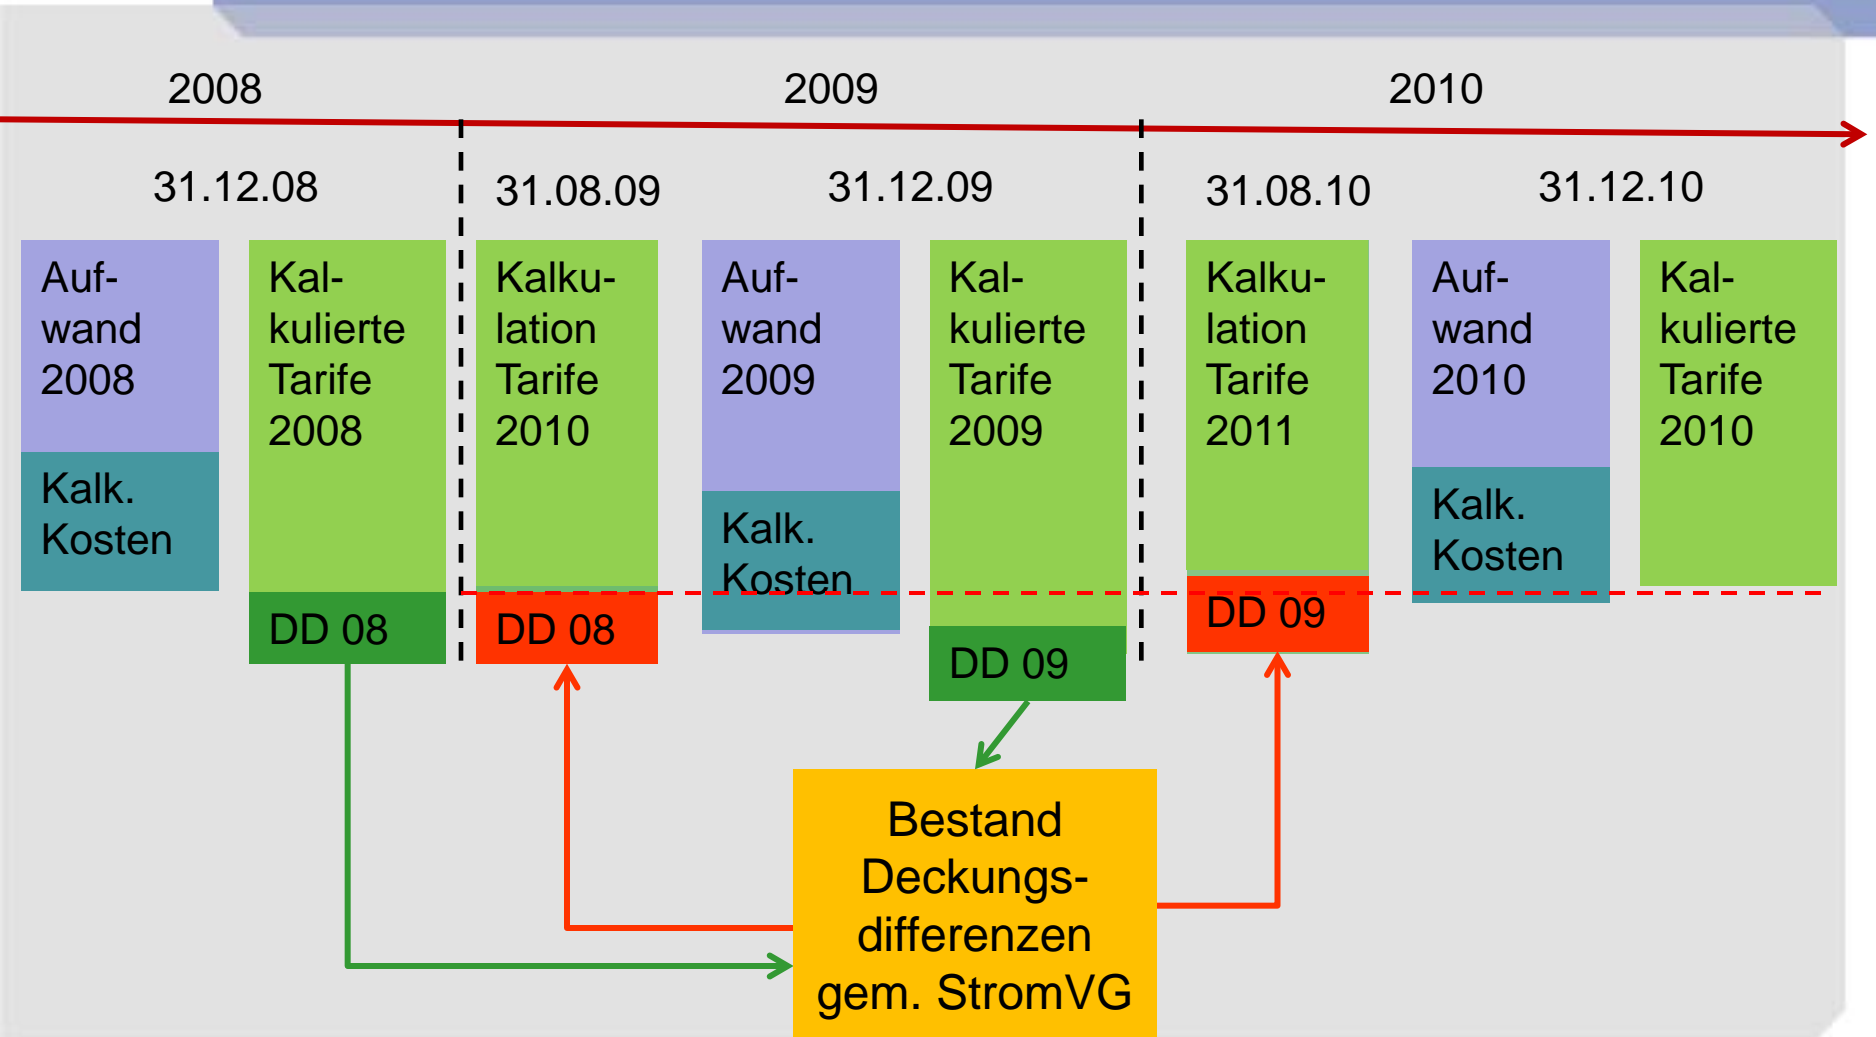 2008
2009
2010
31.12.08
31.08.09
31.12.09
31.08.10
31.12.10
Auf-
wand
2008
Kalk.
Kosten
Kal-
kulierte
Tarife
2008
DD 08
Kalku-
lation
Tarife
2010
DD 08
Auf-
wand
2009
Kalk.
Kosten
Kal-
kulierte
Tarife
2009
DD 09
Kalku-
lation
Tarife
2011
DD 09
Auf-
wand
2010
Kalk.
Kosten
Kal-
kulierte
Tarife
2010
Bestand
Deckungs-
differenzen
gem. StromVG